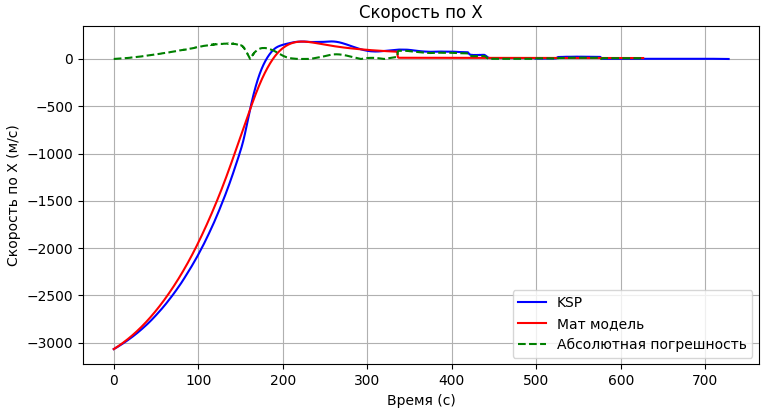 Скорость по X
Скорость по X (м/с)
0
−500
−1000
−1500
−2000
−2500
−3000
0 100 200 300 400 500 600 700
Время (с)
KSP
Мат модель
Абсолютная погрешность